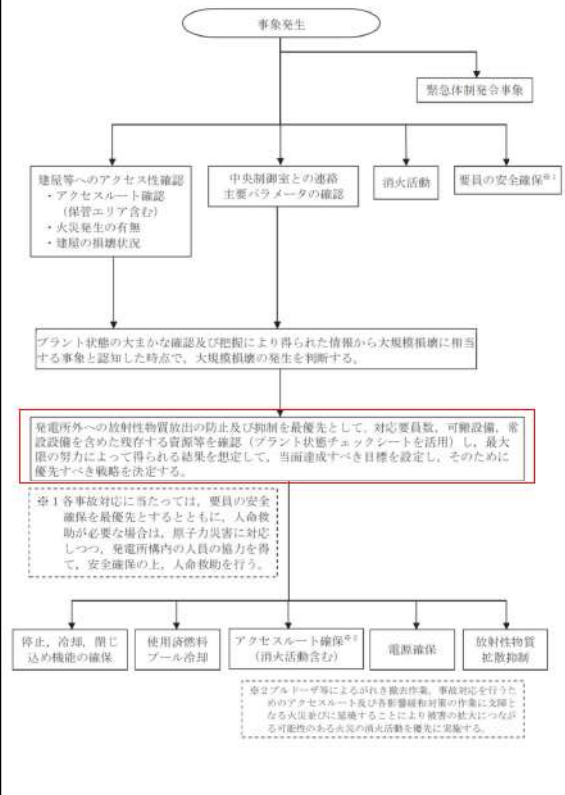 事象発生
緊急体制発令事象
建屋等へのアクセス性確認
・アクセスルート確認
(保管エリア含む)
・火災発生の有無
・建屋の損壊状況
中央制御室との連絡
主要パラメータの確認
消火活動
要員の安全確保※1
プラント状態の大まかな確認及び把握により得られた情報から大規模損壊に相当
する事象と認知した時点で、大規模損壊の発生を判断する。
発電所外への放射性物質放出の防止及び抑制を最優先として、対応要員数、可搬設備、常
設設備を含めた残存する資源等を確認(プラント状態チェックシートを活用)し、最大
限の努力によって得られる結果を想定して、当面達成すべき目標を設定し、そのために
優先すべき戦略を決定する。
※1各事故対応に当たっては、要員の安全
確保を最優先とするとともに、人命救
助が必要な場合は、原子力災害に対応
しつつ、発電所構内の人員の協力を得
て、安全確保の上、人命救助を行う。
停止、冷却、閉じ
込め機能の確保
使用済燃料
プール冷却
アクセスルート確保※2
(消火活動含む)
電源確保
放射性物質
拡散抑制
※2ブルドーザ等によるがれき撤去作業、事故対応を行うた
めのアクセスルート及び各影響緩和対策の作業に支障と
なる火災並びに延焼することにより被害の拡大につなが
る可能性のある火災の消火活動を優先に実施する。